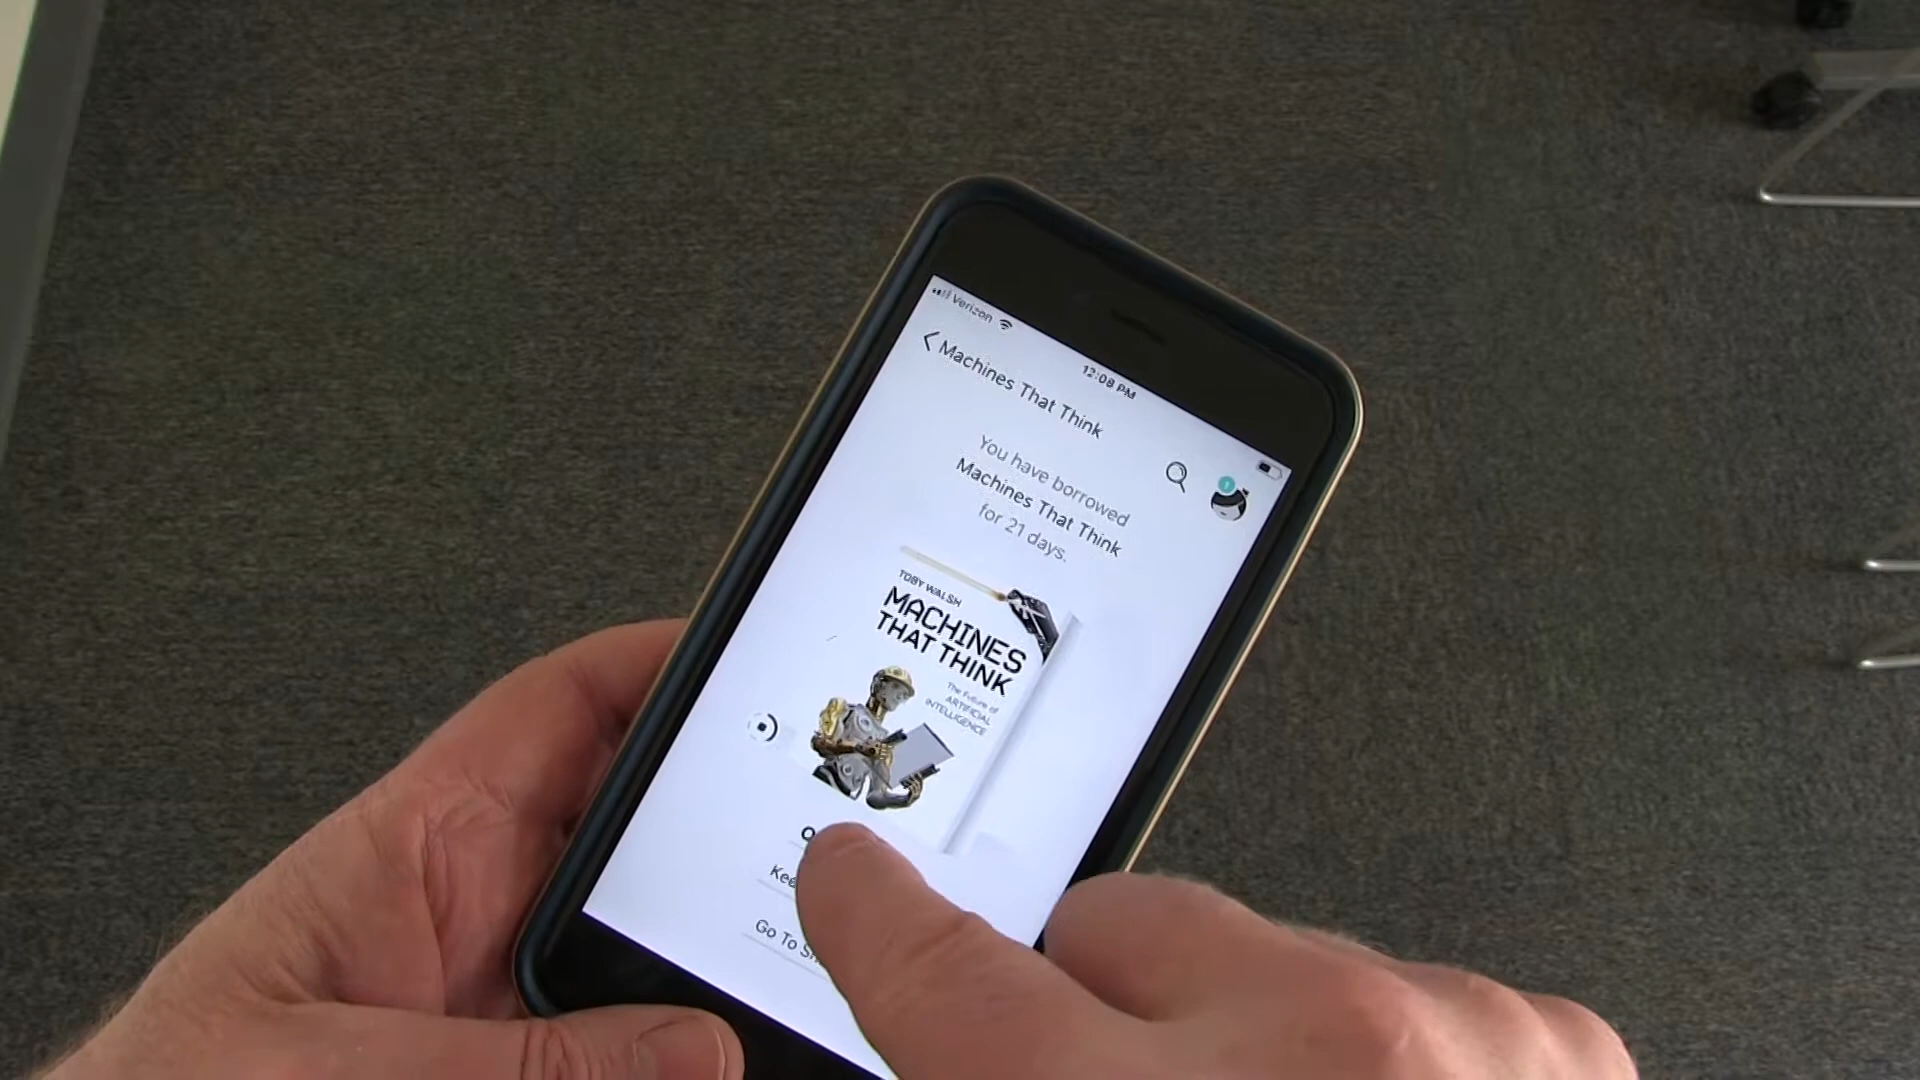 Verizon
12:08 PM
Machines That Think
1
You have borrowed
Machines That Think
for 21 days.
TOBY WALSH
MACHINES
THAT THINK
The Future of
ARTIFICIAL
INTELLIGENCE
Go To